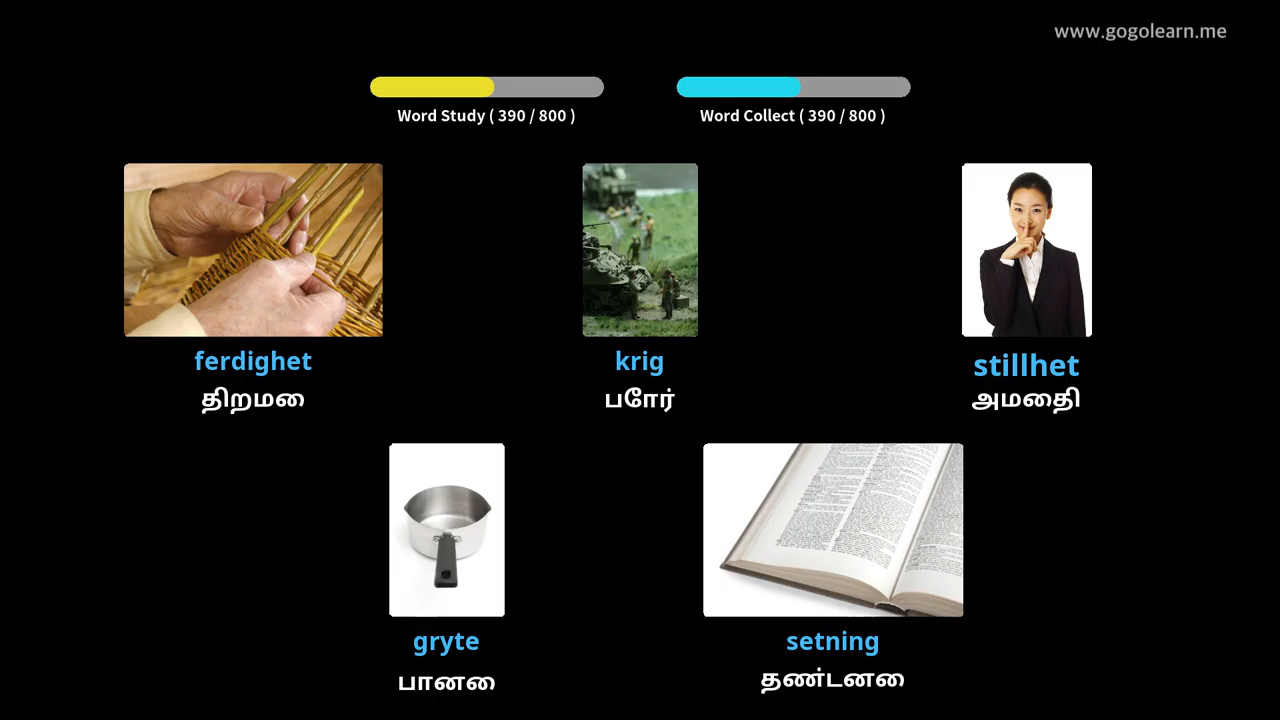 www.gogolearn.me
Word Study ( 390 / 800 )
Word Collect ( 390 / 800 )
ferdighet
krig
stillhet
திறமை
போர்
அமைதி
gryte
setning
பானை
தண்டனை